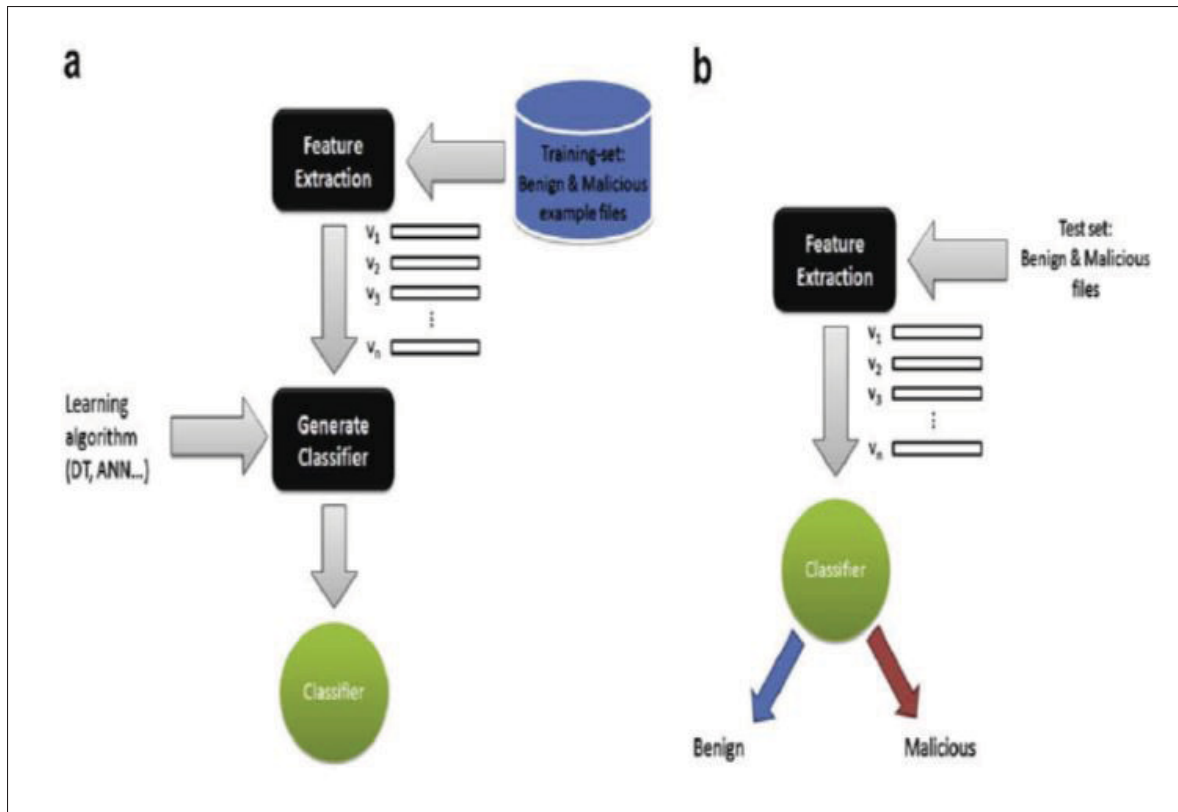 a
Feature
Extraction
Training-set:
Benign & Malicious
example files
V1
V2
V3
⋮
Vn
Learning
algorithm
(DT, ANN...)
Generate
Classifier
Classifier
b
Feature
Extraction
Test set:
Benign & Malicious
files
V1
V2
V3
⋮
Vn
Classifier
Benign
Malicious